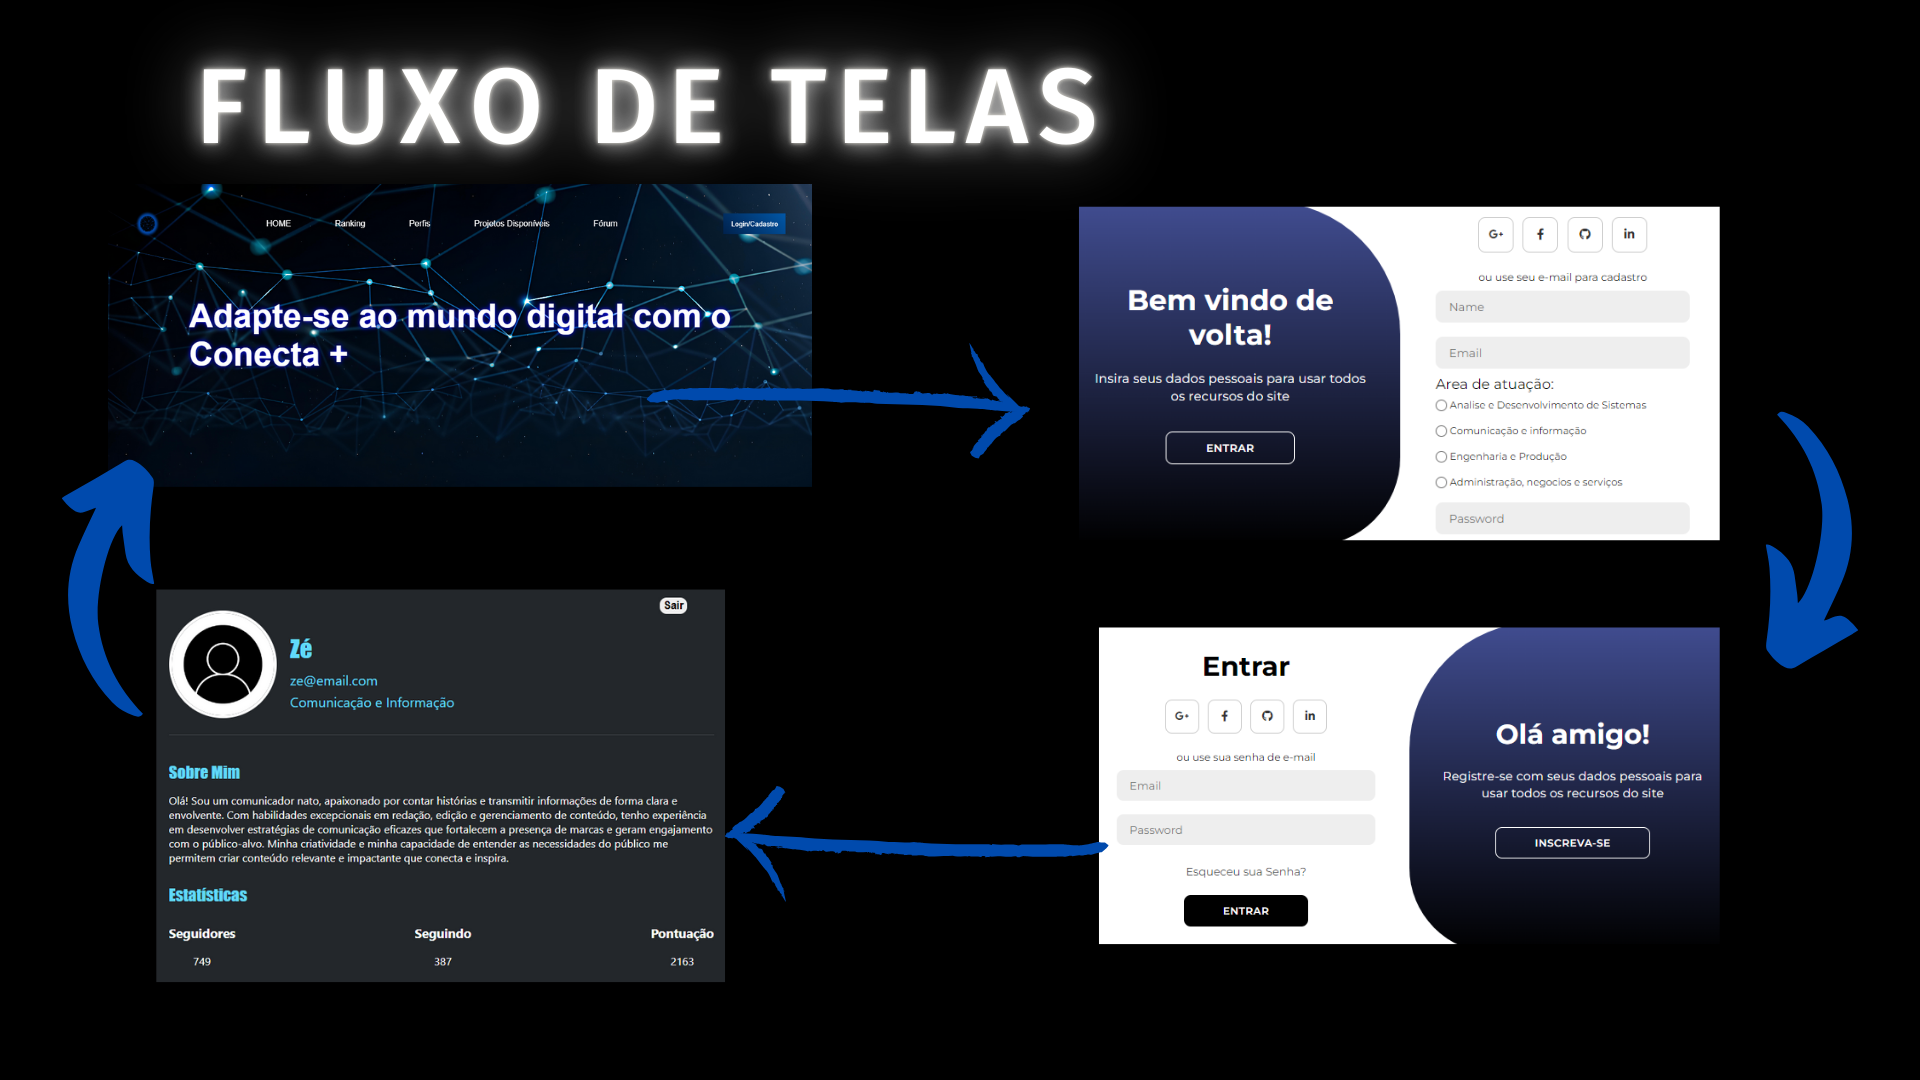 FLUXO DE TELAS
HOME Ranking Perfis Projetos Disponíveis Fórum Login/Cadastro
Adapte-se ao mundo digital com o
Conecta +
Bem vindo de
volta!
Insira seus dados pessoais para usar todos
os recursos do site
ENTRAR
G+ f in
ou use seu e-mail para cadastro
Name
Email
Area de atuação:
Analise e Desenvolvimento de Sistemas
Comunicação e informação
Engenharia e Produção
Administração, negocios e serviços
Password
Entrar
G+ f in
ou use sua senha de e-mail
Email
Password
Esqueceu sua Senha?
ENTRAR
Olá amigo!
Registre-se com seus dados pessoais para
usar todos os recursos do site
INSCREVA-SE
Sair
Zé
ze@email.com
Comunicação e Informação
Sobre Mim
Olá! Sou um comunicador nato, apaixonado por contar histórias e transmitir informações de forma clara e
envolvente. Com habilidades excepcionais em redação, edição e gerenciamento de conteúdo, tenho experiência
em desenvolver estratégias de comunicação eficazes que fortalecem a presença de marcas e geram engajamento
com o público-alvo. Minha criatividade e minha capacidade de entender as necessidades do público me
permitem criar conteúdo relevante e impactante que conecta e inspira.
Estatísticas
Seguidores Seguindo Pontuação
749 387 2163